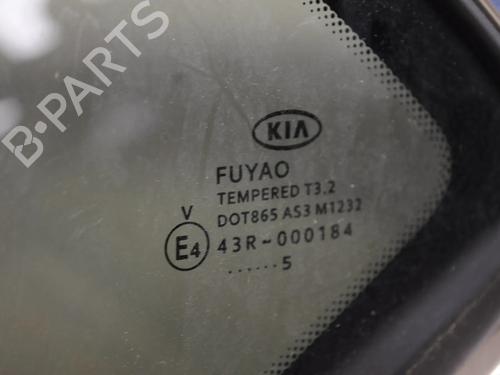 B-PARTS
KIA
FUYAO
TEMPERED T3.2
DOT865 AS3 M1232
V
E4 43R-000184
......5